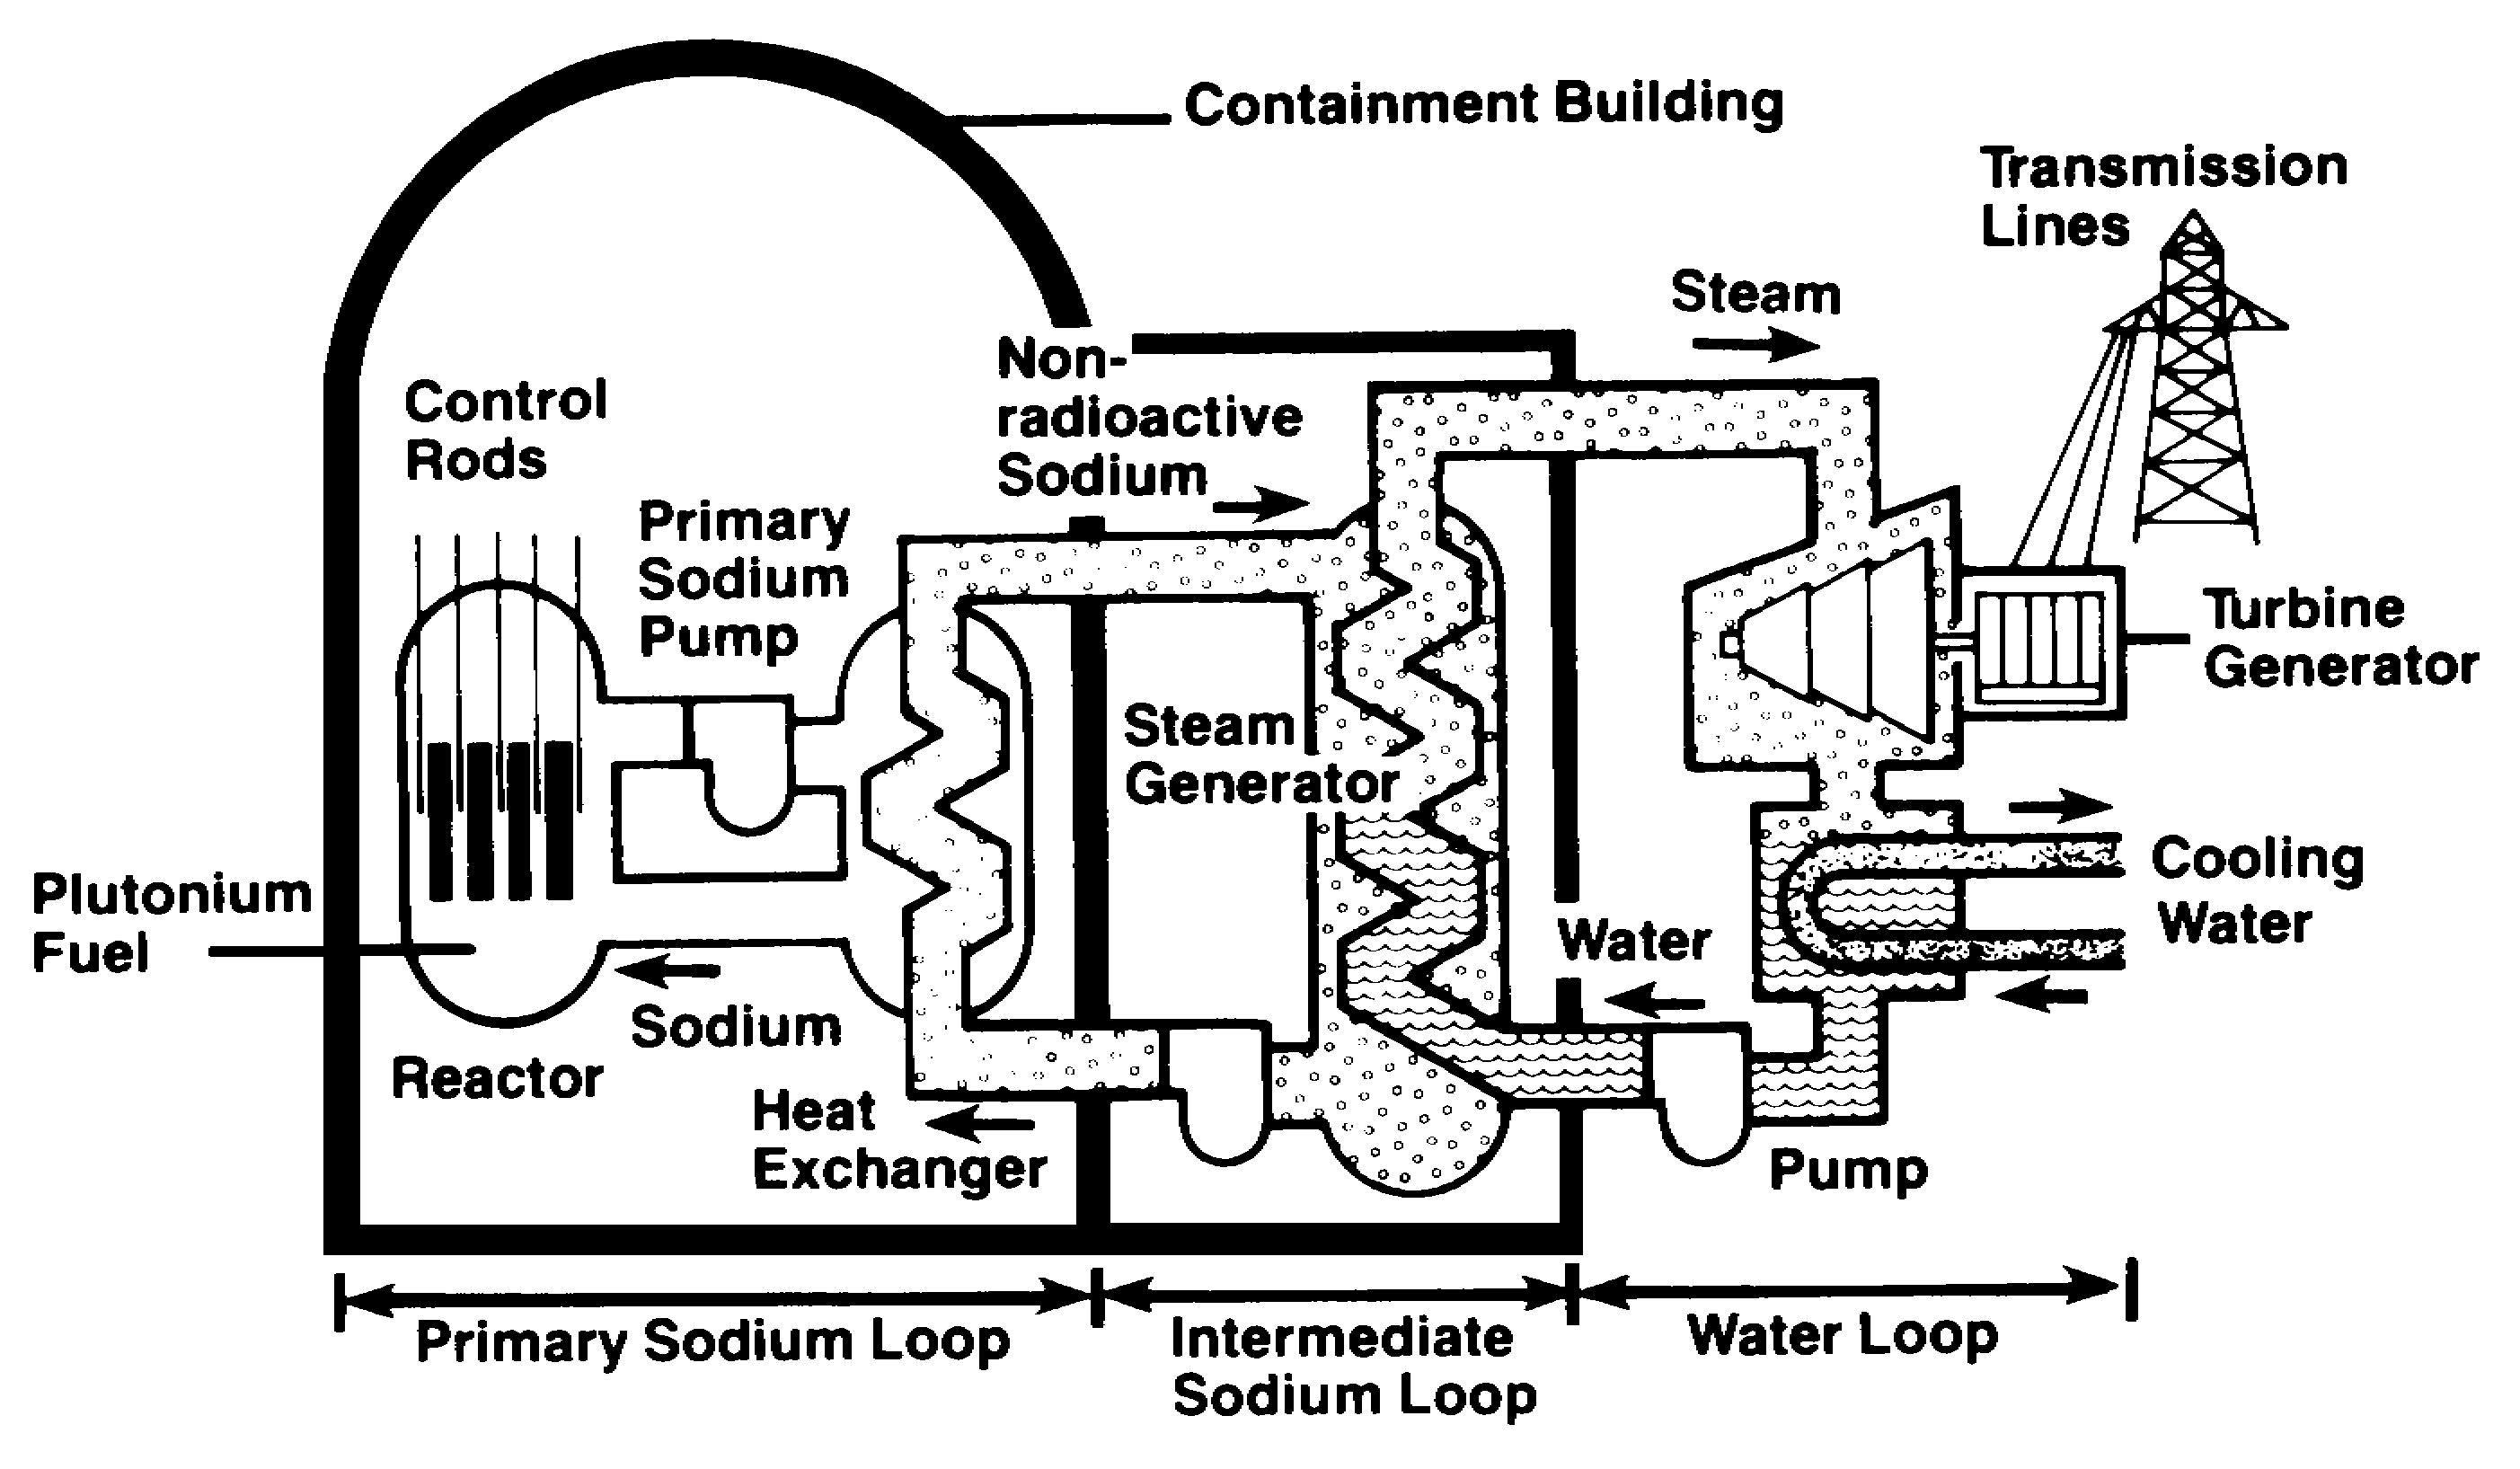 Containment Building
Transmission
Lines
Steam
Non-
radioactive
Sodium
Control
Rods
Primary
Sodium
Pump
Turbine
Generator
Steam
Generator
Plutonium
Fuel
Cooling
Water
Water
Sodium
Reactor
Heat
Exchanger
Pump
Primary Sodium Loop
Intermediate
Sodium Loop
Water Loop